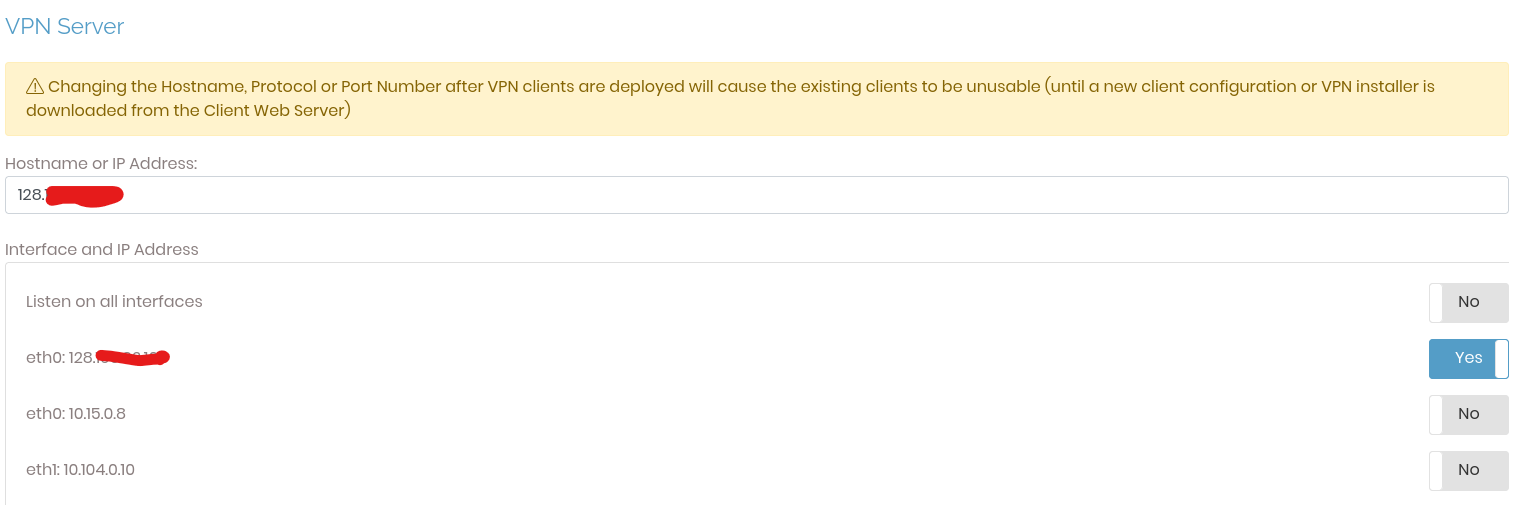 VPN Server
Changing the Hostname, Protocol or Port Number after VPN clients are deployed will cause the existing clients to be unusable (until a new client configuration or VPN installer is
downloaded from the Client Web Server)
Hostname or IP Address:
128.
Interface and IP Address
Listen on all interfaces No
eth0: 128. Yes
eth0: 10.15.0.8 No
eth1: 10.104.0.10 No